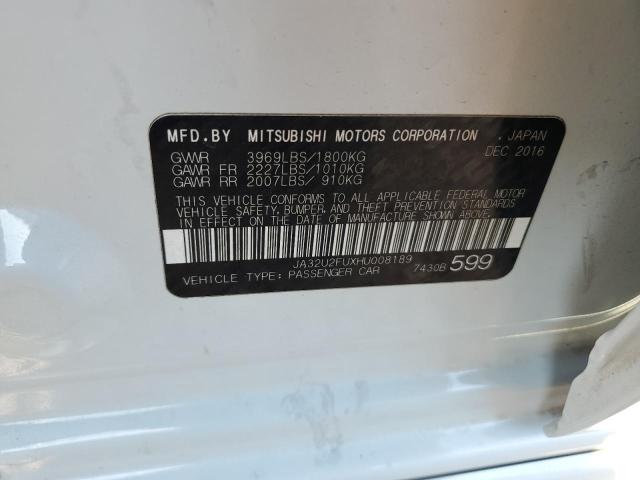 MFD.BY MITSUBISHI MOTORS CORPORATION . JAPAN
GVWR 3969LBS/1800KG DEC 2016
GAWR FR 2227LBS/1010KG
GAWR RR 2007LBS/ 910KG
THIS VEHICLE CONFORMS TO ALL APPLICABLE FEDERAL MOTOR
VEHICLE SAFETY, BUMPER, AND THEFT PREVENTION STANDARDS
IN EFFECT ON THE DATE OF MANUFACTURE SHOWN ABOVE.
JA32U2FUXHU008189
VEHICLE TYPE: PASSENGER CAR 7430B 599